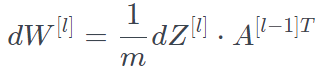 dW^{[l]} = \frac{1}{m} dZ^{[l]} \cdot A^{[l-1]T}